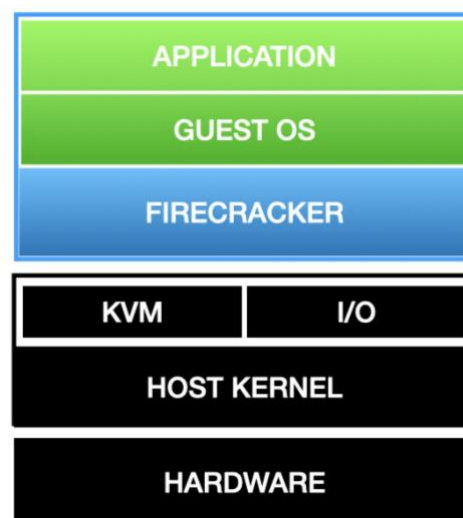 APPLICATION
GUEST OS
FIRECRACKER
KVM I/O
HOST KERNEL
HARDWARE